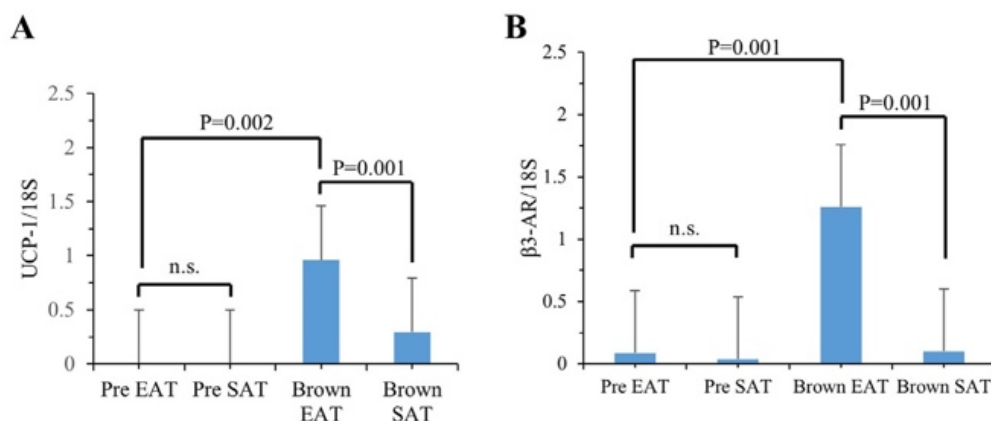 A
UCP-1/18S
2.5
2
1.5
1
0.5
0
P=0.002
P=0.001
n.s.
Pre EAT
Pre SAT
Brown
EAT
Brown
SAT
B
β3-AR/18S
2.5
2
1.5
1
0.5
0
P=0.001
P=0.001
n.s.
Pre EAT
Pre SAT
Brown EAT
Brown SAT